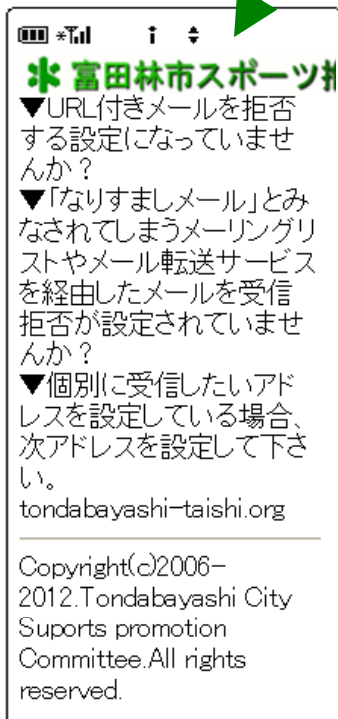 富田林市スポーツ
▼URL付きメールを拒否
する設定になっていませ
んか？
▼「なりすましメール」とみ
なされてしまうメーリングリ
ストやメール転送サービス
を経由したメールを受信
拒否が設定されていませ
んか？
▼個別に受信したいアド
レスを設定している場合、
次アドレスを設定して下さ
い。
tondabayashi-taishi.org
Copyright(c)2006-
2012.Tondabayashi City
Suports promotion
Committee.All rights
reserved.